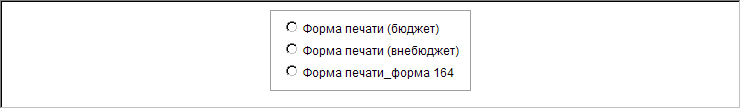 Форма печати (бюджет)
Форма печати (внебюджет)
Форма печати_форма 164